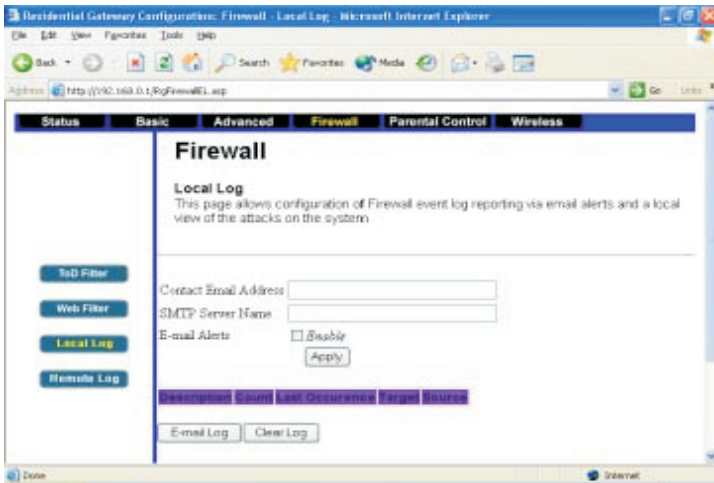 Residential Gateway Configuration: Firewall - Local Log - Microsoft Internet Explorer
File Edit View Favorites Tools Help
Back Search Favorites Media
Address http://192.168.0.1/RgFirewallEL.asp Go Links
Status Basic Advanced Firewall Parental Control Wireless
Firewall
Local Log
This page allows configuration of Firewall event log reporting via email alerts and a local
view of the attacks on the system.
ToD Filter
Web Filter
Local Log
Remote Log
Contact Email Address
SMTP Server Name
E-mail Alerts Enable
Apply
Description Count Last Occurence Target Source
E-mail Log Clear Log
Done Internet